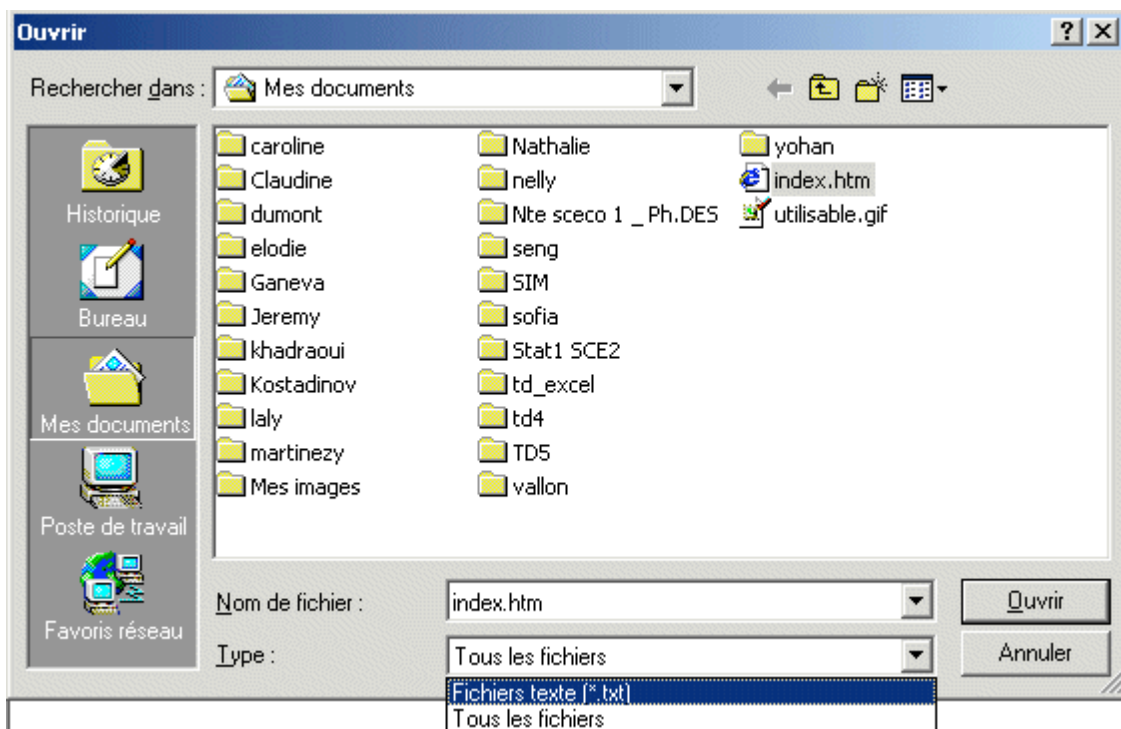 Ouvrir
Rechercher dans : Mes documents
Historique
Bureau
Mes documents
Poste de travail
Favoris réseau
caroline
Claudine
dumont
elodie
Ganeva
Jeremy
khadraoui
Kostadinov
laly
martinezy
Mes images
Nathalie
nelly
Nte sceco 1 _ Ph.DES
seng
SIM
sofia
Stat1 SCE2
td_excel
td4
TD5
vallon
yohan
index.htm
utilisable.gif
Nom de fichier : index.htm Ouvrir
Type : Tous les fichiers Annuler
Fichiers texte (*.txt)
Tous les fichiers